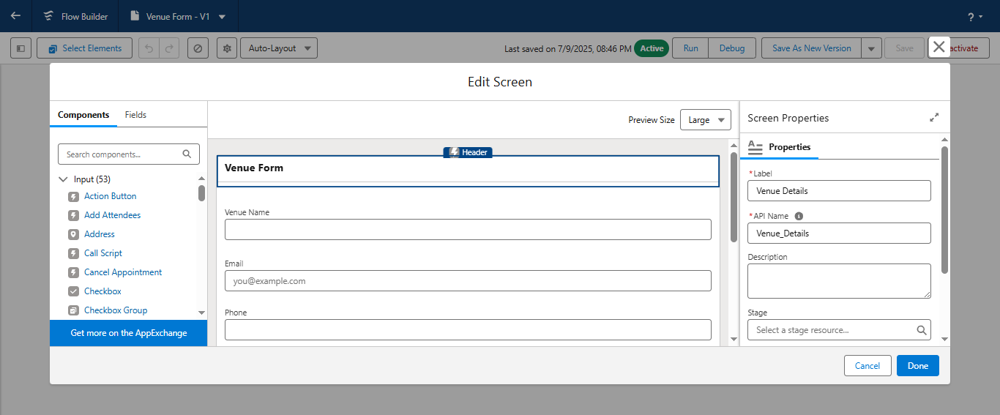 Flow Builder
Venue Form - V1
?
Select Elements
Auto-Layout
Last saved on 7/9/2025, 08:46 PM
Active
Run
Debug
Save As New Version
Save
activate
Edit Screen
Components
Fields
Search components...
Input (53)
Action Button
Add Attendees
Address
Call Script
Cancel Appointment
Checkbox
Checkbox Group
Get more on the AppExchange
Preview Size
Large
Header
Venue Form
Venue Name
Email
you@example.com
Phone
Screen Properties
Properties
*Label
Venue Details
*API Name
Venue_Details
Description
Stage
Select a stage resource...
Cancel
Done